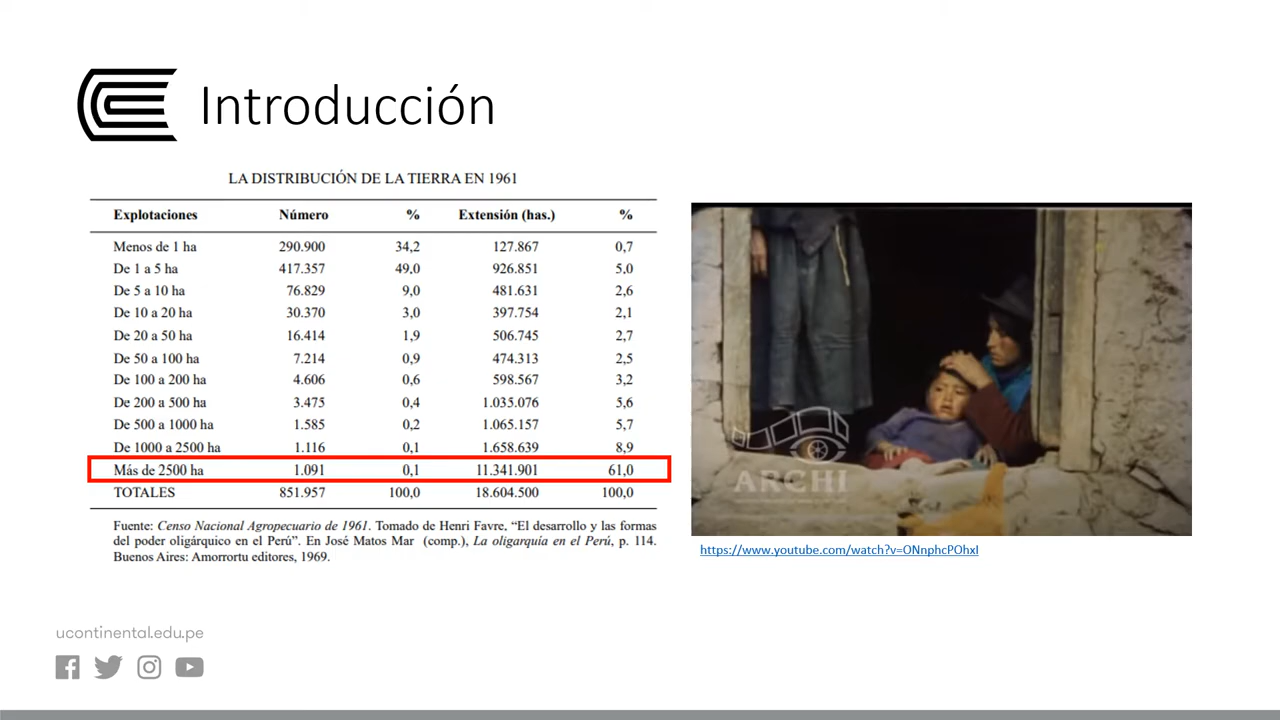 Introducción
LA DISTRIBUCIÓN DE LA TIERRA EN 1961
Explotaciones Número % Extensión (has.) %
Menos de 1 ha 290.900 34,2 127.867 0,7
De 1 a 5 ha 417.357 49,0 926.851 5,0
De 5 a 10 ha 76.829 9,0 481.631 2,6
De 10 a 20 ha 30.370 3,0 397.754 2,1
De 20 a 50 ha 16.414 1,9 506.745 2,7
De 50 a 100 ha 7.214 0,9 474.313 2,5
De 100 a 200 ha 4.606 0,6 598.567 3,2
De 200 a 500 ha 3.475 0,4 1.035.076 5,6
De 500 a 1000 ha 1.585 0,2 1.065.157 5,7
De 1000 a 2500 ha 1.116 0,1 1.658.639 8,9
Más de 2500 ha 1.091 0,1 11.341.901 61,0
TOTALES 851.957 100,0 18.604.500 100,0
Fuente: Censo Nacional Agropecuario de 1961. Tomado de Henri Favre, “El desarrollo y las formas
del poder oligárquico en el Perú”. En José Matos Mar (comp.), La oligarquía en el Perú, p. 114.
Buenos Aires: Amorrortu editores, 1969.
ARCHI
https://www.youtube.com/watch?v=ONnphcPOhxI
ucontinental.edu.pe